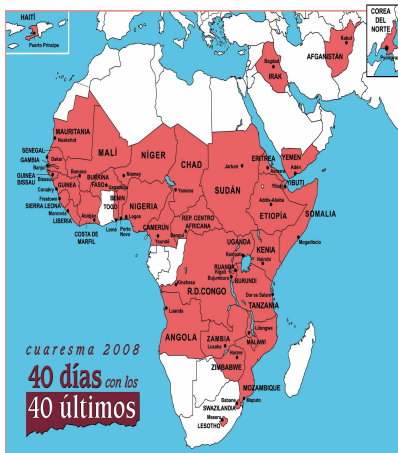 HAITÍ
Puerto Príncipe
COREA
DEL
NORTE
Pyongyang
Kabul
AFGANISTÁN
Bagdad
IRAK
MAURITANIA
Nuakchot
MALÍ
NÍGER
CHAD
SUDÁN
Jartum
ERITREA
Asmara
YEMEN
Adén
YIBUTI
Yibuti
SENEGAL
Dakar
GAMBIA
Banjul
GUINEA
BISSAU
Bissau
Bamaco
BURKINA
FASO
Niamey
Yamena
GUINEA
Conakry
Freetown
SIERRA LEONA
Monrovia
LIBERIA
Abidján
COSTA DE
MARFIL
BENIN
TOGO
Lomé
Porto
Novo
NIGERIA
Lagos
CAMERÚN
Yaundé
REP. CENTRO
AFRICANA
Bangui
Addis-Abeba
ETIOPÍA
SOMALIA
Mogadiscio
UGANDA
KENIA
Nairobi
RUANDA
Kigali
Bujumbura
BURUNDI
Kinshasa
R.D.CONGO
Dar es Salam
TANZANIA
Luanda
ANGOLA
Lilongwe
MALAWI
ZAMBIA
Lusaka
Harare
ZIMBABWE
MOZAMBIQUE
Babane
Maputo
SWAZILANDIA
Maseru
LESOTHO
cuaresma 2008
40 días con los
40 últimos